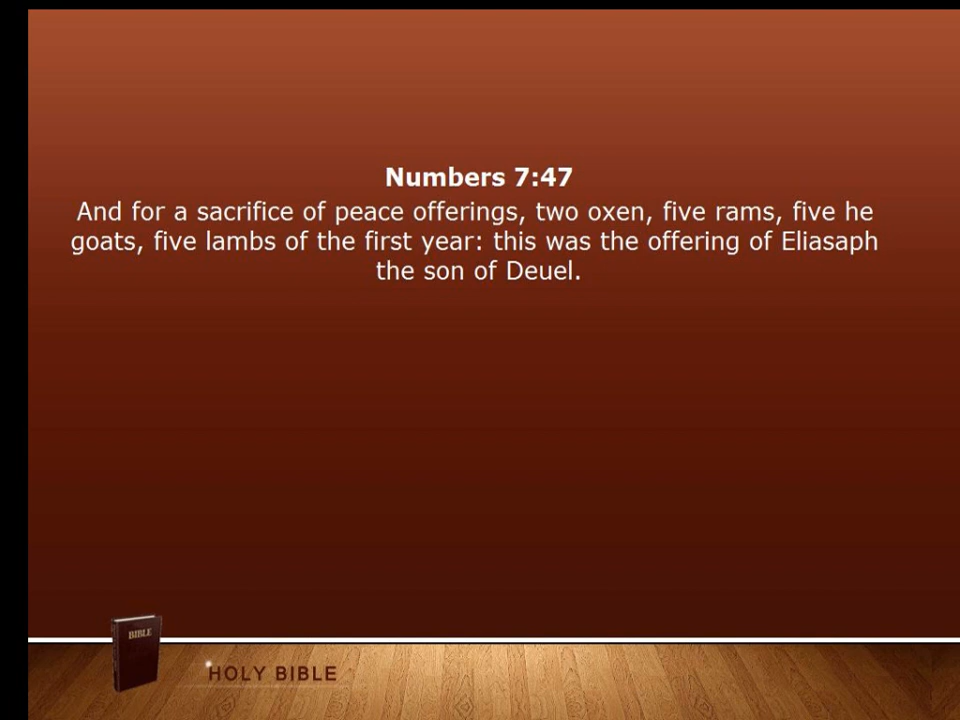 Numbers 7:47
And for a sacrifice of peace offerings, two oxen, five rams, five he
goats, five lambs of the first year: this was the offering of Eliasaph
the son of Deuel.
BIBLE
HOLY BIBLE